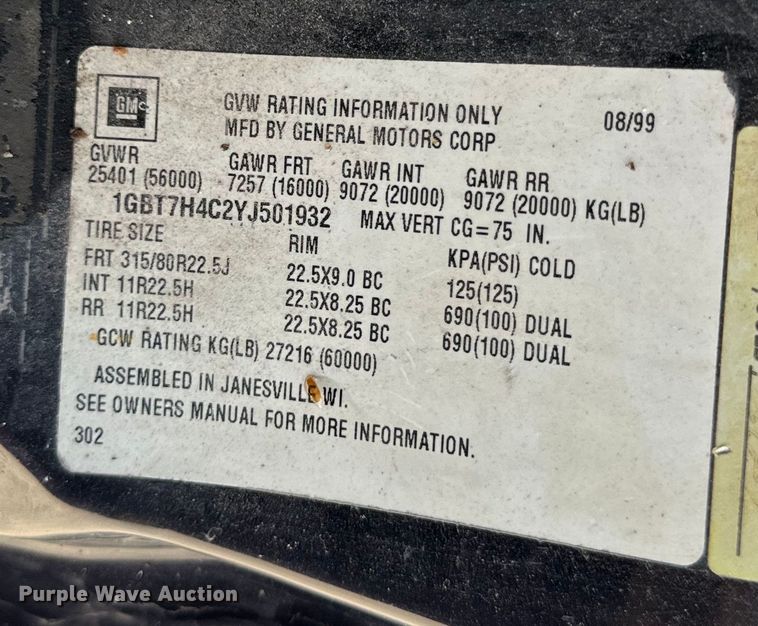 GM
GVW RATING INFORMATION ONLY 08/99
MFD BY GENERAL MOTORS CORP
GVWR GAWR FRT GAWR INT GAWR RR
25401 (56000) 7257 (16000) 9072 (20000) 9072 (20000) KG(LB)
1GBT7H4C2YJ501932 MAX VERT CG=75 IN.
TIRE SIZE RIM KPA(PSI) COLD
FRT 315/80R22.5J 22.5X9.0 BC 125(125)
INT 11R22.5H 22.5X8.25 BC 690(100) DUAL
RR 11R22.5H 22.5X8.25 BC 690(100) DUAL
GCW RATING KG(LB) 27216 (60000)
ASSEMBLED IN JANESVILLE WI.
SEE OWNERS MANUAL FOR MORE INFORMATION.
302
Purple Wave Auction